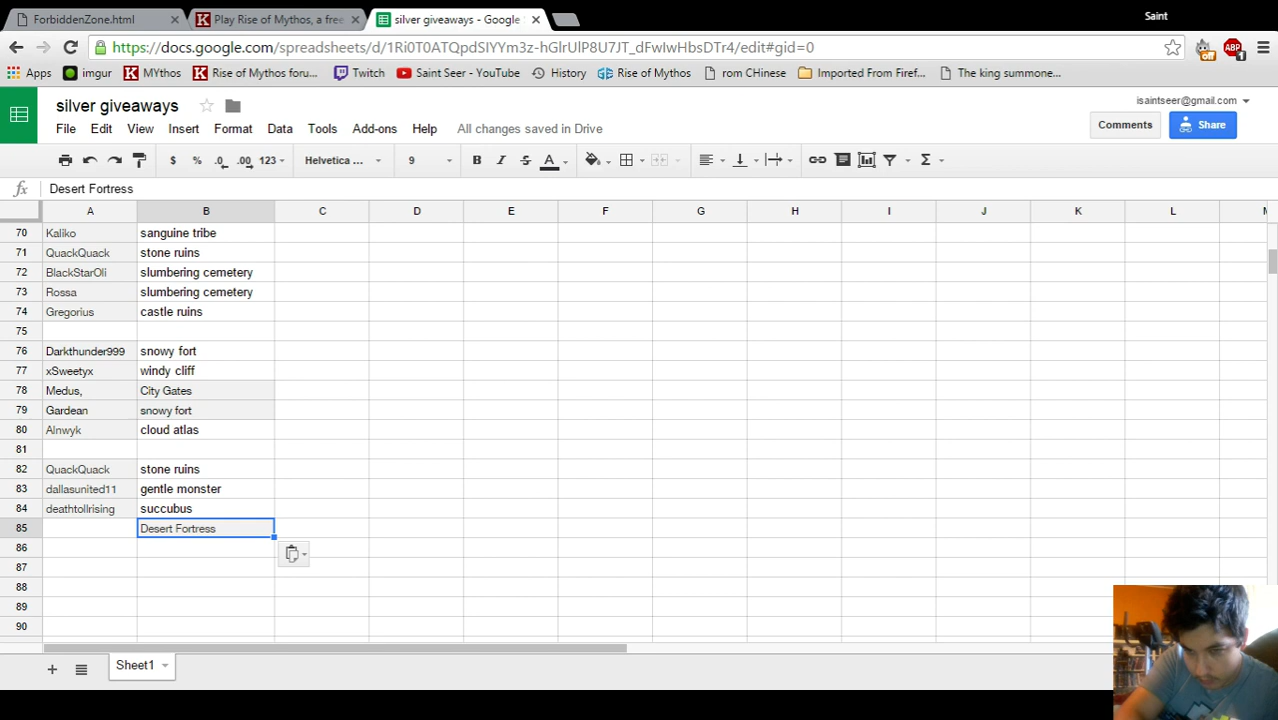 ForbiddenZone.html
Play Rise of Mythos, a free
silver giveaways - Google
Saint
https://docs.google.com/spreadsheets/d/1Ri0T0ATQpdSIYYm3z-hGlrUlP8U7JT_dFwIwHbsDTr4/edit#gid=0
Apps
imgur
MYthos
Rise of Mythos foru...
Twitch
Saint Seer - YouTube
History
Rise of Mythos
rom CHinese
Imported From Firef...
The king summone...
silver giveaways
isaintseer@gmail.com
File Edit View Insert Format Data Tools Add-ons Help All changes saved in Drive
Comments
Share
$ % .0 .00 123 Helvetica ... 9 B I S A
fx Desert Fortress
A B C D E F G H I J K L M
70 Kaliko sanguine tribe
71 QuackQuack stone ruins
72 BlackStarOli slumbering cemetery
73 Rossa slumbering cemetery
74 Gregorius castle ruins
75
76 Darkthunder999 snowy fort
77 xSweetyx windy cliff
78 Medus, City Gates
79 Gardean snowy fort
80 Alnwyk cloud atlas
81
82 QuackQuack stone ruins
83 dallasunited11 gentle monster
84 deathtollrising succubus
85 Desert Fortress
86
87
88
89
90
Sheet1